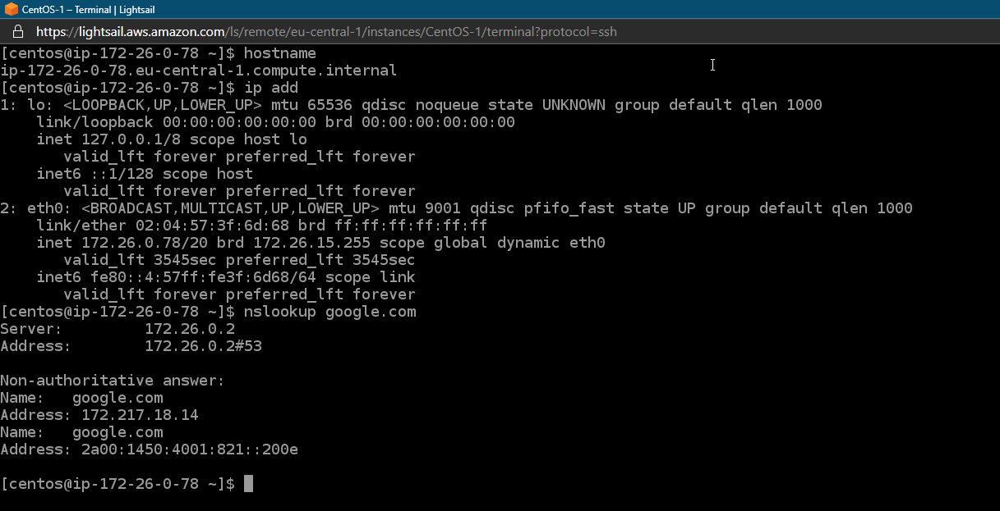 CentOS-1 – Terminal | Lightsail
https://lightsail.aws.amazon.com/ls/remote/eu-central-1/instances/CentOS-1/terminal?protocol=ssh
[centos@ip-172-26-0-78 ~]$ hostname
ip-172-26-0-78.eu-central-1.compute.internal
[centos@ip-172-26-0-78 ~]$ ip add
1: lo: <LOOPBACK,UP,LOWER_UP> mtu 65536 qdisc noqueue state UNKNOWN group default qlen 1000
    link/loopback 00:00:00:00:00:00 brd 00:00:00:00:00:00
    inet 127.0.0.1/8 scope host lo
       valid_lft forever preferred_lft forever
    inet6 ::1/128 scope host
       valid_lft forever preferred_lft forever
2: eth0: <BROADCAST,MULTICAST,UP,LOWER_UP> mtu 9001 qdisc pfifo_fast state UP group default qlen 1000
    link/ether 02:04:57:3f:6d:68 brd ff:ff:ff:ff:ff:ff
    inet 172.26.0.78/20 brd 172.26.15.255 scope global dynamic eth0
       valid_lft 3545sec preferred_lft 3545sec
    inet6 fe80::4:57ff:fe3f:6d68/64 scope link
       valid_lft forever preferred_lft forever
[centos@ip-172-26-0-78 ~]$ nslookup google.com
Server:         172.26.0.2
Address:        172.26.0.2#53

Non-authoritative answer:
Name:   google.com
Address: 172.217.18.14
Name:   google.com
Address: 2a00:1450:4001:821::200e

[centos@ip-172-26-0-78 ~]$